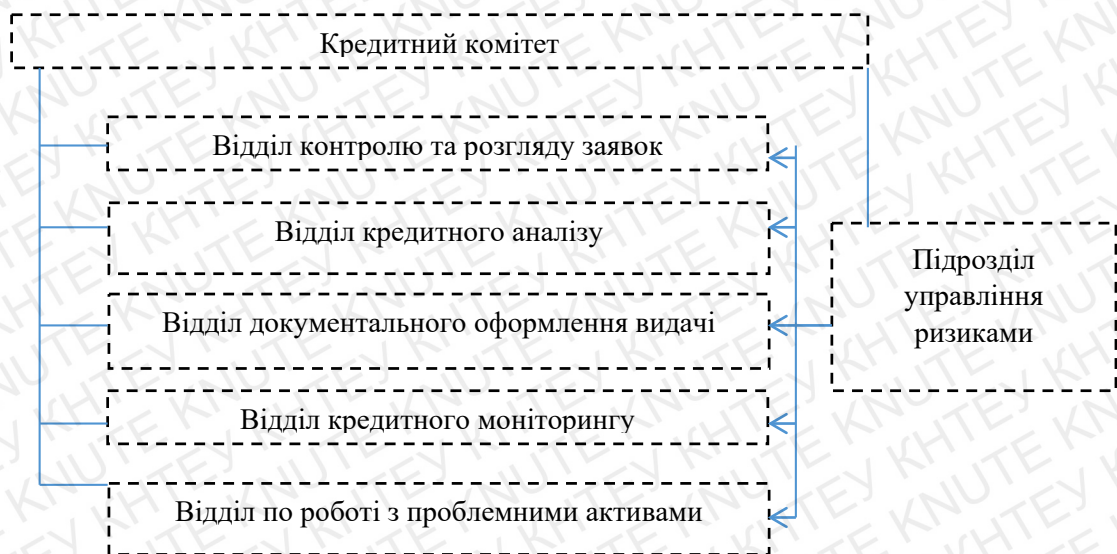 Кредитний комітет
Відділ контролю та розгляду заявок
Відділ кредитного аналізу
Відділ документального оформлення видачі
Відділ кредитного моніторингу
Відділ по роботі з проблемними активами
Підрозділ
управління
ризиками